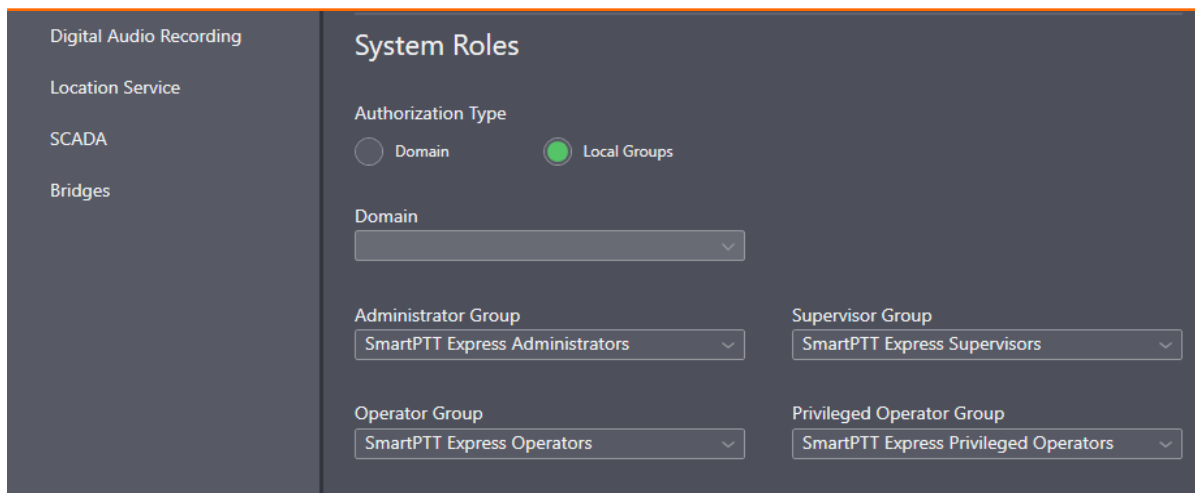 Digital Audio Recording
Location Service
SCADA
Bridges
System Roles
Authorization Type
Domain
Local Groups
Domain
Administrator Group
Supervisor Group
SmartPTT Express Administrators
SmartPTT Express Supervisors
Operator Group
Privileged Operator Group
SmartPTT Express Operators
SmartPTT Express Privileged Operators